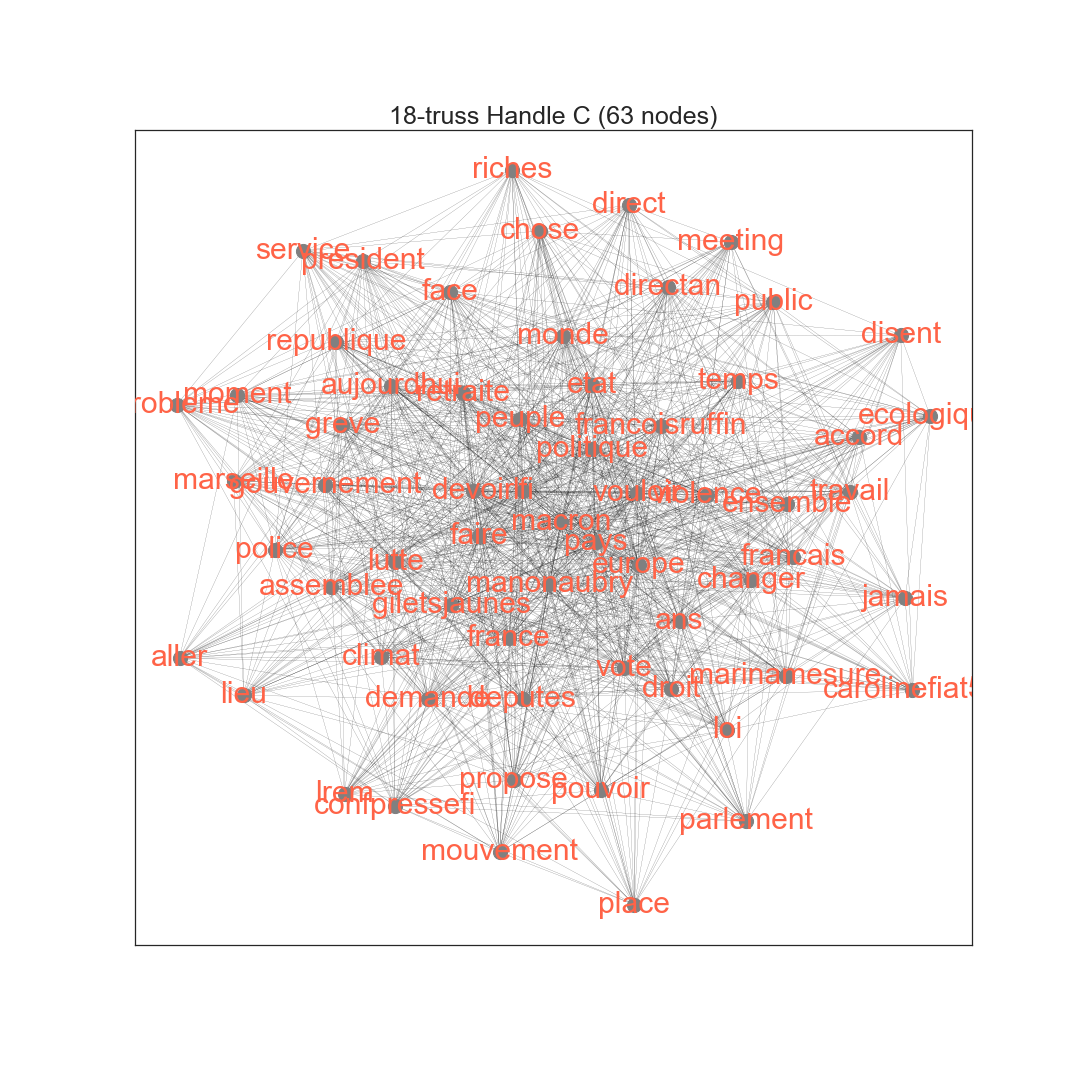 18-truss Handle C (63 nodes)
riches
direct
chose
meeting
service
president
face
directan
public
republique
monde
disent
aujourdhui
retraite
etat
temps
robleme
moment
greve
peuple
francoisruffin
ecologiqu
accord
politique
marseille
gouvernement
devoir
lfi
vouloir
violence
travail
ensemble
macron
faire
pays
police
lutte
europe
francais
assemblee
manonaubry
changer
giletsjaunes
jamais
ans
france
aller
climat
vote
marinamesure
lieu
demande
deputes
droit
carolinefiat5
loi
propose
pouvoir
lrem
confpressefi
parlement
mouvement
place